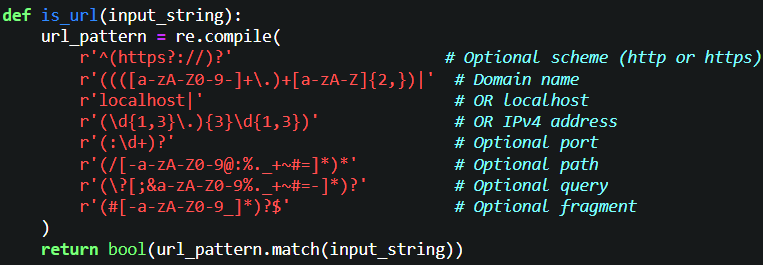 def is_url(input_string):
    url_pattern = re.compile(
        r'^(https?://)?'                      # Optional scheme (http or https)
        r'((([a-zA-Z0-9-]+\.)+[a-zA-Z]{2,})|'  # Domain name
        r'localhost|'                          # OR localhost
        r'(\d{1,3}\.){3}\d{1,3})'              # OR IPv4 address
        r'(:\d+)?'                             # Optional port
        r'(/[-a-zA-Z0-9@:%._+~#=]*)*'          # Optional path
        r'(\?[;&a-zA-Z0-9%._+~#=-]*)?'         # Optional query
        r'(#[-a-zA-Z0-9_]*)?$'                 # Optional fragment
    )
    return bool(url_pattern.match(input_string))